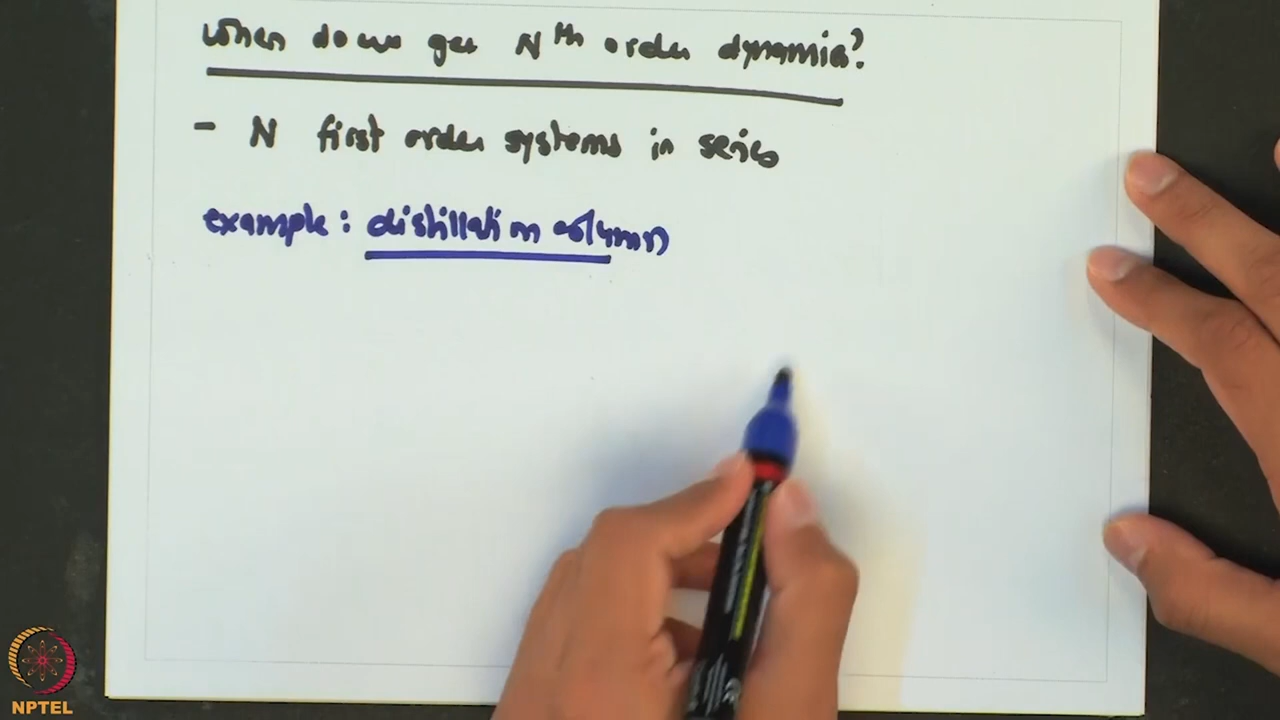 When do we get Nth order dynamics?
- N first order systems in series
example: distillation column
NPTEL